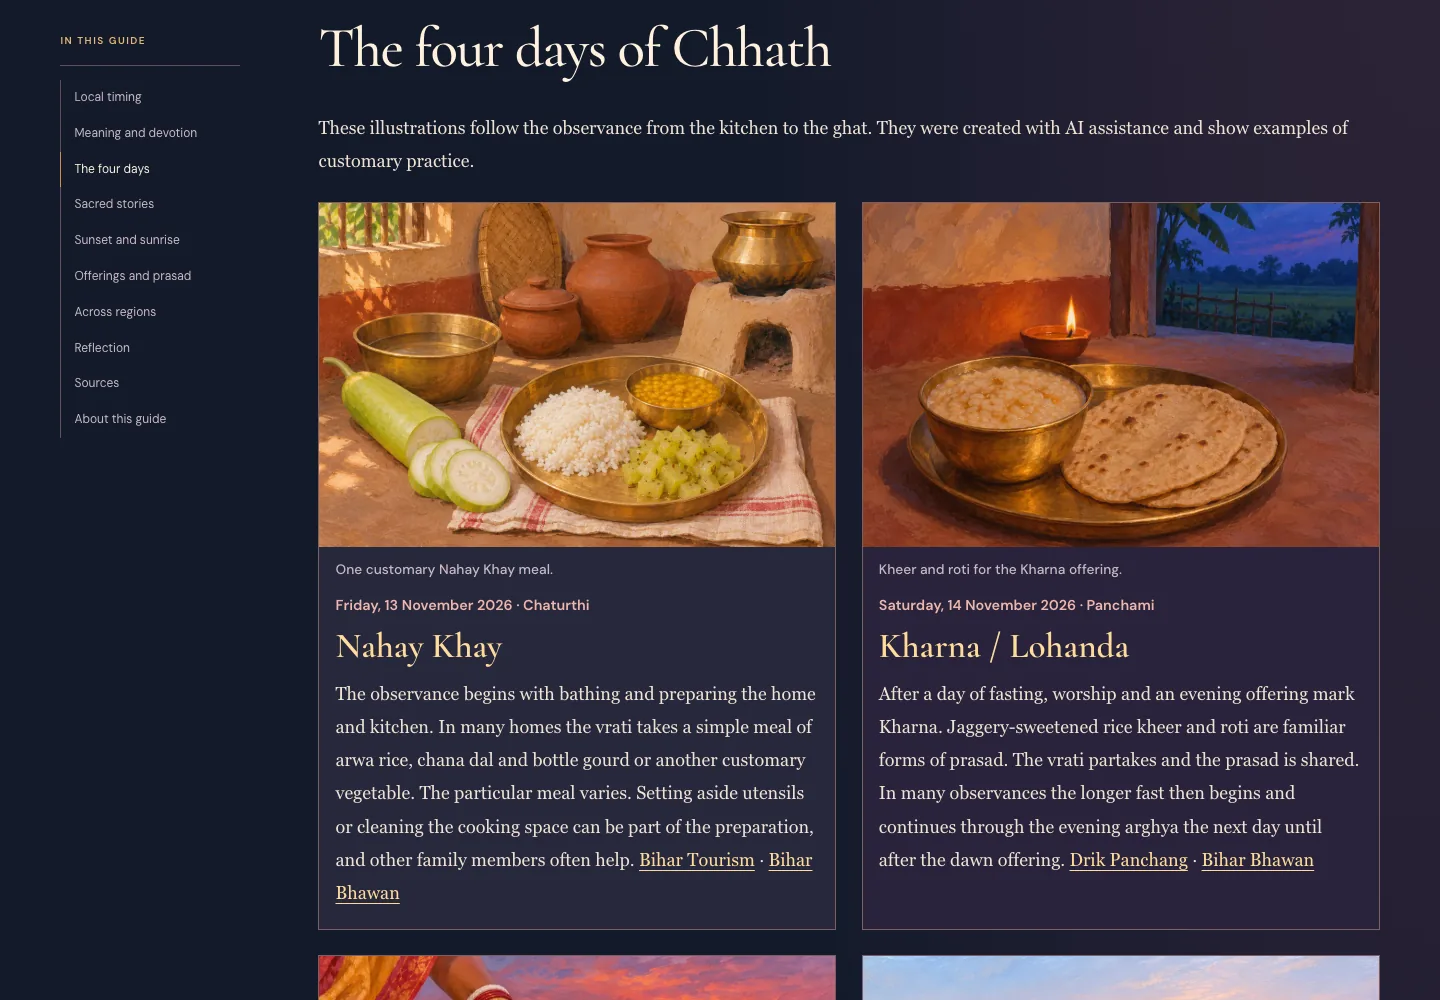 IN THIS GUIDE
Local timing
Meaning and devotion
The four days
Sacred stories
Sunset and sunrise
Offerings and prasad
Across regions
Reflection
Sources
About this guide
The four days of Chhath
These illustrations follow the observance from the kitchen to the ghat. They were created with AI assistance and show examples of
customary practice.
One customary Nahay Khay meal.
Friday, 13 November 2026 · Chaturthi
Nahay Khay
The observance begins with bathing and preparing the home
and kitchen. In many homes the vrati takes a simple meal of
arwa rice, chana dal and bottle gourd or another customary
vegetable. The particular meal varies. Setting aside utensils
or cleaning the cooking space can be part of the preparation,
and other family members often help. Bihar Tourism · Bihar
Bhawan
Kheer and roti for the Kharna offering.
Saturday, 14 November 2026 · Panchami
Kharna / Lohanda
After a day of fasting, worship and an evening offering mark
Kharna. Jaggery-sweetened rice kheer and roti are familiar
forms of prasad. The vrati partakes and the prasad is shared.
In many observances the longer fast then begins and
continues through the evening arghya the next day until
after the dawn offering. Drik Panchang · Bihar Bhawan